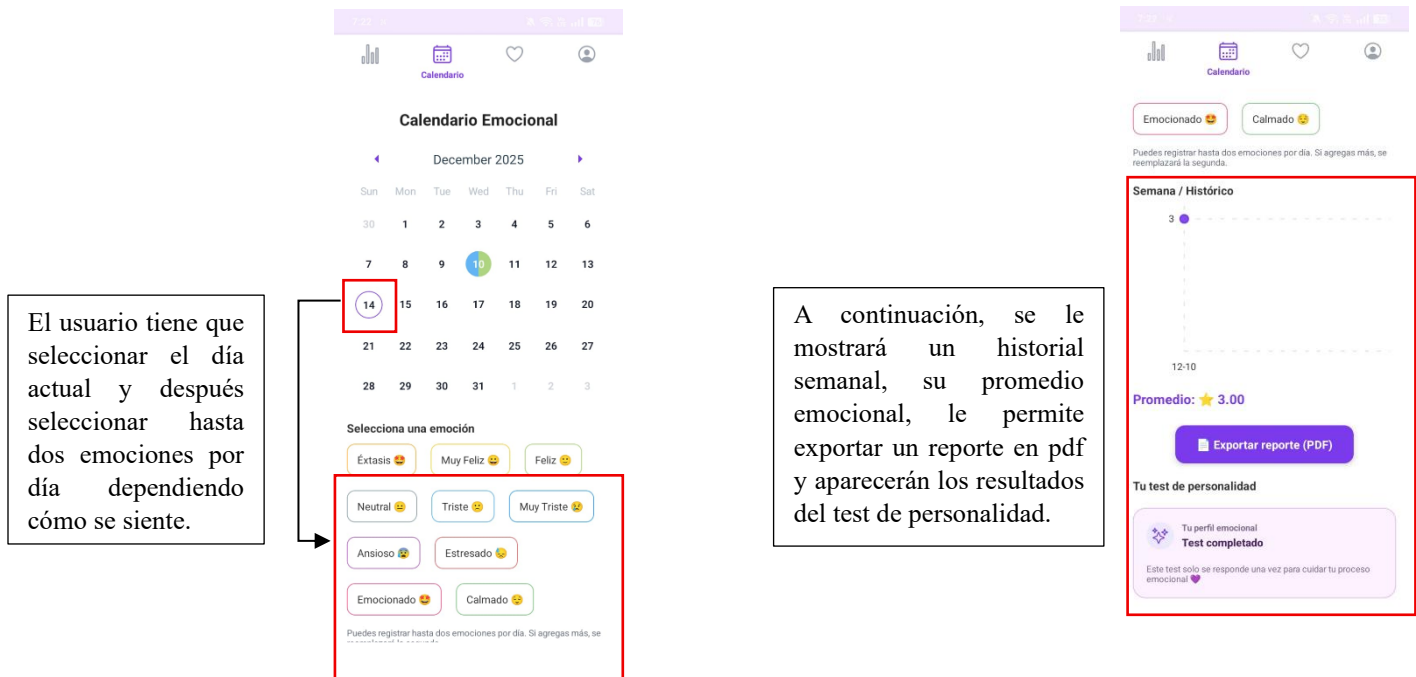 El usuario tiene que
seleccionar el día
actual y después
seleccionar hasta
dos emociones por
día dependiendo
cómo se siente.
7:22
Calendario
Calendario Emocional
December 2025
Sun Mon Tue Wed Thu Fri Sat
30 1 2 3 4 5 6
7 8 9 10 11 12 13
14 15 16 17 18 19 20
21 22 23 24 25 26 27
28 29 30 31 1 2 3
Selecciona una emoción
Éxtasis 🤩 Muy Feliz 😀 Feliz 🙂
Neutral 😐 Triste 🙁 Muy Triste 😢
Ansioso 😰 Estresado 😓
Emocionado 🤩 Calmado 😌
Puedes registrar hasta dos emociones por día. Si agregas más, se
A continuación, se le
mostrará un historial
semanal, su promedio
emocional, le permite
exportar un reporte en pdf
y aparecerán los resultados
del test de personalidad.
Calendario
Emocionado 🤩 Calmado 😌
Puedes registrar hasta dos emociones por día. Si agregas más, se
reemplazará la segunda.
Semana / Histórico
3
12-10
Promedio: ⭐ 3.00
📄 Exportar reporte (PDF)
Tu test de personalidad
Tu perfil emocional
Test completado
Este test solo se responde una vez para cuidar tu proceso
emocional 💜